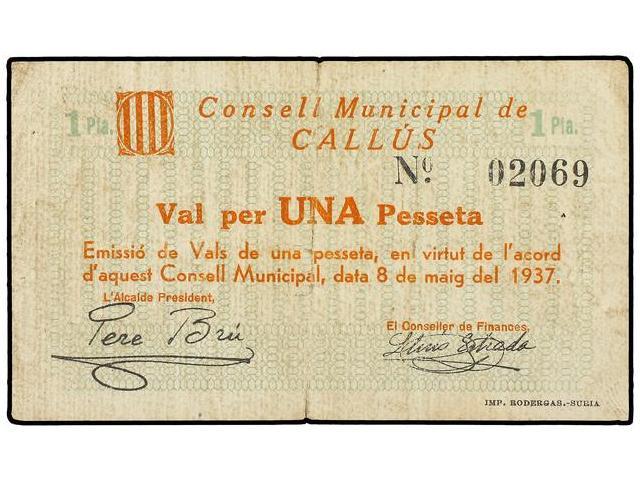 1 Pta. Consell Municipal de 1 Pta.
CALLÚS
Nº 02069
Val per UNA Pesseta
Emissió de Vals de una pesseta, en virtut de l'acord
d'aquest Consell Municipal, data 8 de maig del 1937.
L'Alcalde President,
Pere Brú
El Conseller de Finances,
Estrada
IMP. RODERGAS.-SURIA